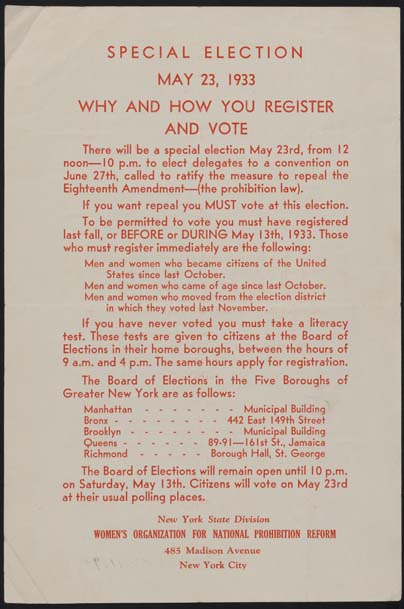 SPECIAL ELECTION
MAY 23, 1933
WHY AND HOW YOU REGISTER
AND VOTE
There will be a special election May 23rd, from 12
noon—10 p.m. to elect delegates to a convention on
June 27th, called to ratify the measure to repeal the
Eighteenth Amendment—(the prohibition law).
If you want repeal you MUST vote at this election.
To be permitted to vote you must have registered
last fall, or BEFORE or DURING May 13th, 1933. Those
who must register immediately are the following:
Men and women who became citizens of the United
States since last October.
Men and women who came of age since last October.
Men and women who moved from the election district
in which they voted last November.
If you have never voted you must take a literacy
test. These tests are given to citizens at the Board of
Elections in their home boroughs, between the hours of
9 a.m. and 4 p.m. The same hours apply for registration.
The Board of Elections in the Five Boroughs of
Greater New York are as follows:
Manhattan - - - - - - - Municipal Building
Bronx - - - - - - - - 442 East 149th Street
Brooklyn - - - - - - - - Municipal Building
Queens - - - - - - 89-91—161st St., Jamaica
Richmond - - - - - Borough Hall, St. George
The Board of Elections will remain open until 10 p.m.
on Saturday, May 13th. Citizens will vote on May 23rd
at their usual polling places.
New York State Division
WOMEN'S ORGANIZATION FOR NATIONAL PROHIBITION REFORM
485 Madison Avenue
New York City